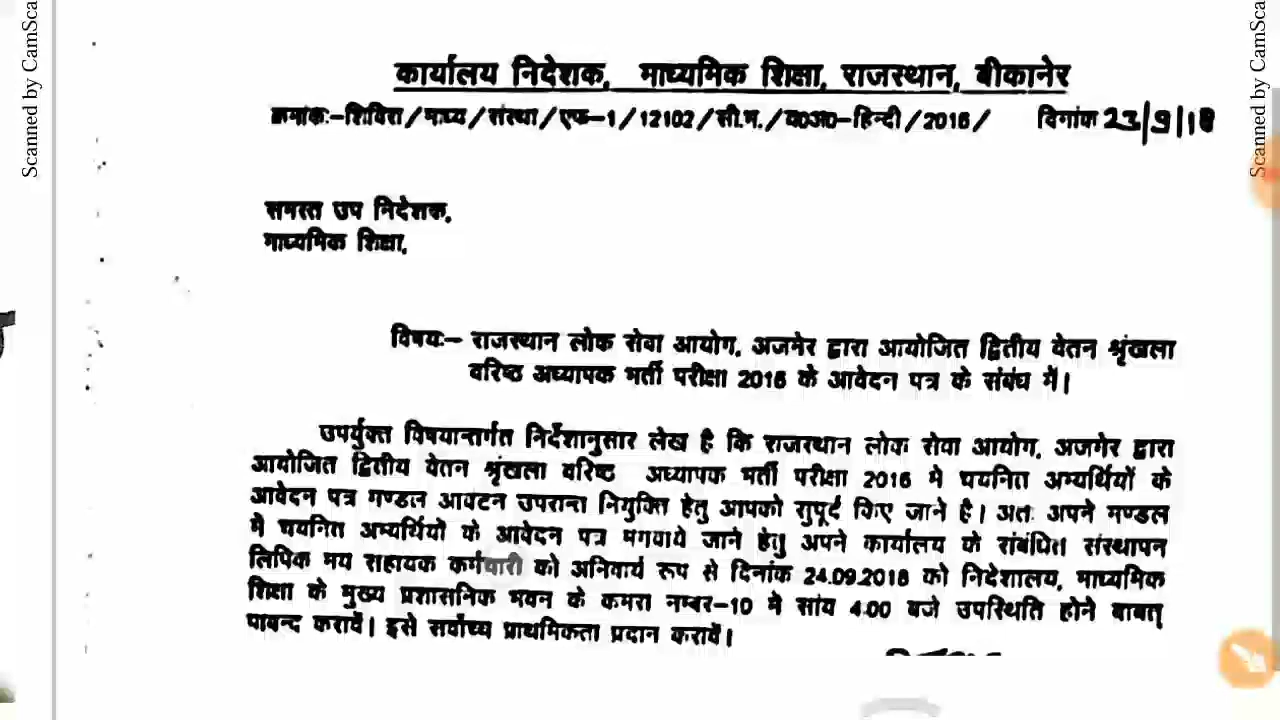 कार्यालय निदेशक, माध्यमिक शिक्षा, राजस्थान, बीकानेर
क्रमांकः-शिविरा/माध्य/संस्था/एफ-1/12102/सी.भ./व0अ0-हिन्दी/2016/ दिनांक 23/9/18
समस्त उप निदेशक,
माध्यमिक शिक्षा,
विषयः- राजस्थान लोक सेवा आयोग, अजमेर द्वारा आयोजित द्वितीय वेतन श्रृंखला
वरिष्ठ अध्यापक भर्ती परीक्षा 2016 के आवेदन पत्र के संबंध में।
उपर्युक्त विषयान्तर्गत निर्देशानुसार लेख है कि राजस्थान लोक सेवा आयोग, अजमेर द्वारा
आयोजित द्वितीय वेतन श्रृंखला वरिष्ठ अध्यापक भर्ती परीक्षा 2016 मे चयनित अभ्यर्थियों के
आवेदन पत्र मण्डल आवटन उपरान्त नियुक्ति हेतु आपको सुपूर्द किए जाने है। अतः अपने मण्डल
मे चयनित अभ्यर्थियों के आवेदन पत्र मगवाये जाने हेतु अपने कार्यालय के संबंधित संस्थापन
लिपिक मय सहायक कर्मचारी को अनिवार्य रूप से दिनांक 24.09.2018 को निदेशालय, माध्यमिक
शिक्षा के मुख्य प्रशासनिक भवन के कमरा नम्बर-10 मे सांय 4.00 बजे उपस्थिति होने बाबत्
पाबन्द करावें। इसे सर्वोच्च प्राथमिकता प्रदान करावें।
Scanned by CamSca
Scanned by CamSca